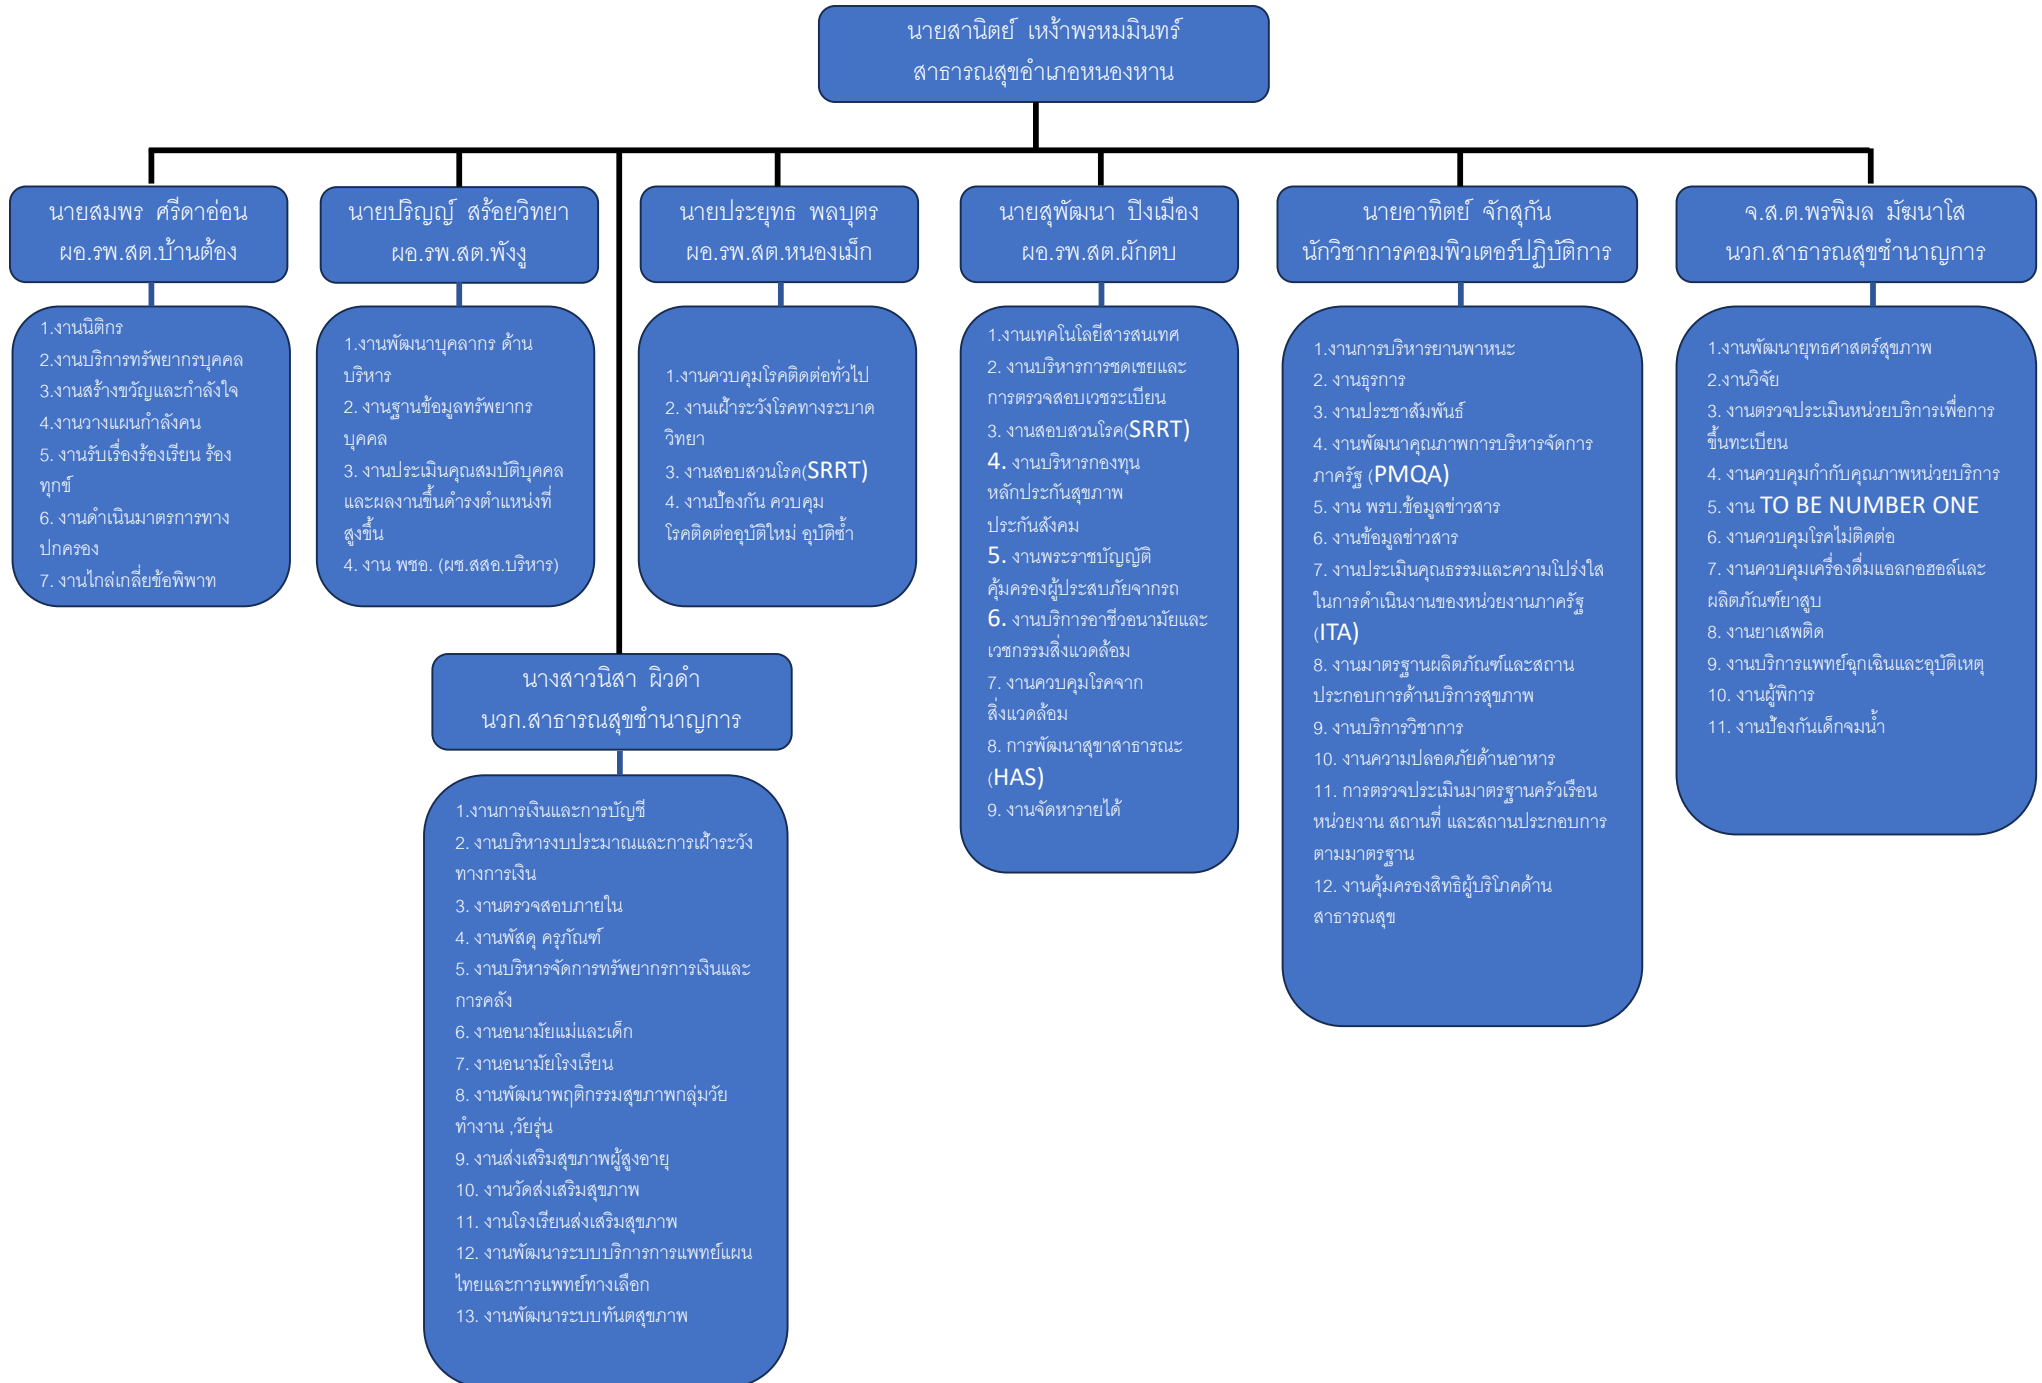 นายสานิตย์ เหง้าพรหมมินทร์
สาธารณสุขอำเภอหนองหาน
นายสมพร ศรีดาอ่อน
ผอ.รพ.สต.บ้านต้อง
1.งานนิติกร
2.งานบริการทรัพยากรบุคคล
3.งานสร้างขวัญและกำลังใจ
4.งานวางแผนกำลังคน
5. งานรับเรื่องร้องเรียน ร้อง
ทุกข์
6. งานดำเนินมาตรการทาง
ปกครอง
7. งานไกล่เกลี่ยข้อพิพาท
นายปริญญ์ สร้อยวิทยา
ผอ.รพ.สต.พังงู
1.งานพัฒนาบุคลากร ด้าน
บริหาร
2. งานฐานข้อมูลทรัพยากร
บุคคล
3. งานประเมินคุณสมบัติบุคคล
และผลงานขึ้นดำรงตำแหน่งที่
สูงขึ้น
4. งาน พชอ. (ผช.สสอ.บริหาร)
นายประยุทธ พลบุตร
ผอ.รพ.สต.หนองเม็ก
1.งานควบคุมโรคติดต่อทั่วไป
2. งานเฝ้าระวังโรคทางระบาด
วิทยา
3. งานสอบสวนโรค(SRRT)
4. งานป้องกัน ควบคุม
โรคติดต่ออุบัติใหม่ อุบัติซ้ำ
นายสุพัฒนา ปิงเมือง
ผอ.รพ.สต.ผักตบ
1.งานเทคโนโลยีสารสนเทศ
2. งานบริหารการชดเชยและ
การตรวจสอบเวชระเบียน
3. งานสอบสวนโรค(SRRT)
4. งานบริหารกองทุน
หลักประกันสุขภาพ
ประกันสังคม
5. งานพระราชบัญญัติ
คุ้มครองผู้ประสบภัยจากรถ
6. งานบริการอาชีวอนามัยและ
เวชกรรมสิ่งแวดล้อม
7. งานควบคุมโรคจาก
สิ่งแวดล้อม
8. การพัฒนาสุขาสาธารณะ
(HAS)
9. งานจัดหารายได้
นายอาทิตย์ จักสุกัน
นักวิชาการคอมพิวเตอร์ปฏิบัติการ
1.งานการบริหารยานพาหนะ
2. งานธุรการ
3. งานประชาสัมพันธ์
4. งานพัฒนาคุณภาพการบริหารจัดการ
ภาครัฐ (PMQA)
5. งาน พรบ.ข้อมูลข่าวสาร
6. งานข้อมูลข่าวสาร
7. งานประเมินคุณธรรมและความโปร่งใส
ในการดำเนินงานของหน่วยงานภาครัฐ
(ITA)
8. งานมาตรฐานผลิตภัณฑ์และสถาน
ประกอบการด้านบริการสุขภาพ
9. งานบริการวิชาการ
10. งานความปลอดภัยด้านอาหาร
11. การตรวจประเมินมาตรฐานครัวเรือน
หน่วยงาน สถานที่ และสถานประกอบการ
ตามมาตรฐาน
12. งานคุ้มครองสิทธิผู้บริโภคด้าน
สาธารณสุข
จ.ส.ต.พรพิมล มัฆนาโส
นวก.สาธารณสุขชำนาญการ
1.งานพัฒนายุทธศาสตร์สุขภาพ
2.งานวิจัย
3. งานตรวจประเมินหน่วยบริการเพื่อการ
ขึ้นทะเบียน
4. งานควบคุมกำกับคุณภาพหน่วยบริการ
5. งาน TO BE NUMBER ONE
6. งานควบคุมโรคไม่ติดต่อ
7. งานควบคุมเครื่องดื่มแอลกอฮอล์และ
ผลิตภัณฑ์ยาสูบ
8. งานยาเสพติด
9. งานบริการแพทย์ฉุกเฉินและอุบัติเหตุ
10. งานผู้พิการ
11. งานป้องกันเด็กจมน้ำ
นางสาวนิสา ผิวดำ
นวก.สาธารณสุขชำนาญการ
1.งานการเงินและการบัญชี
2. งานบริหารงบประมาณและการเฝ้าระวัง
ทางการเงิน
3. งานตรวจสอบภายใน
4. งานพัสดุ ครุภัณฑ์
5. งานบริหารจัดการทรัพยากรการเงินและ
การคลัง
6. งานอนามัยแม่และเด็ก
7. งานอนามัยโรงเรียน
8. งานพัฒนาพฤติกรรมสุขภาพกลุ่มวัย
ทำงาน ,วัยรุ่น
9. งานส่งเสริมสุขภาพผู้สูงอายุ
10. งานวัดส่งเสริมสุขภาพ
11. งานโรงเรียนส่งเสริมสุขภาพ
12. งานพัฒนาระบบบริการการแพทย์แผน
ไทยและการแพทย์ทางเลือก
13. งานพัฒนาระบบทันตสุขภาพ